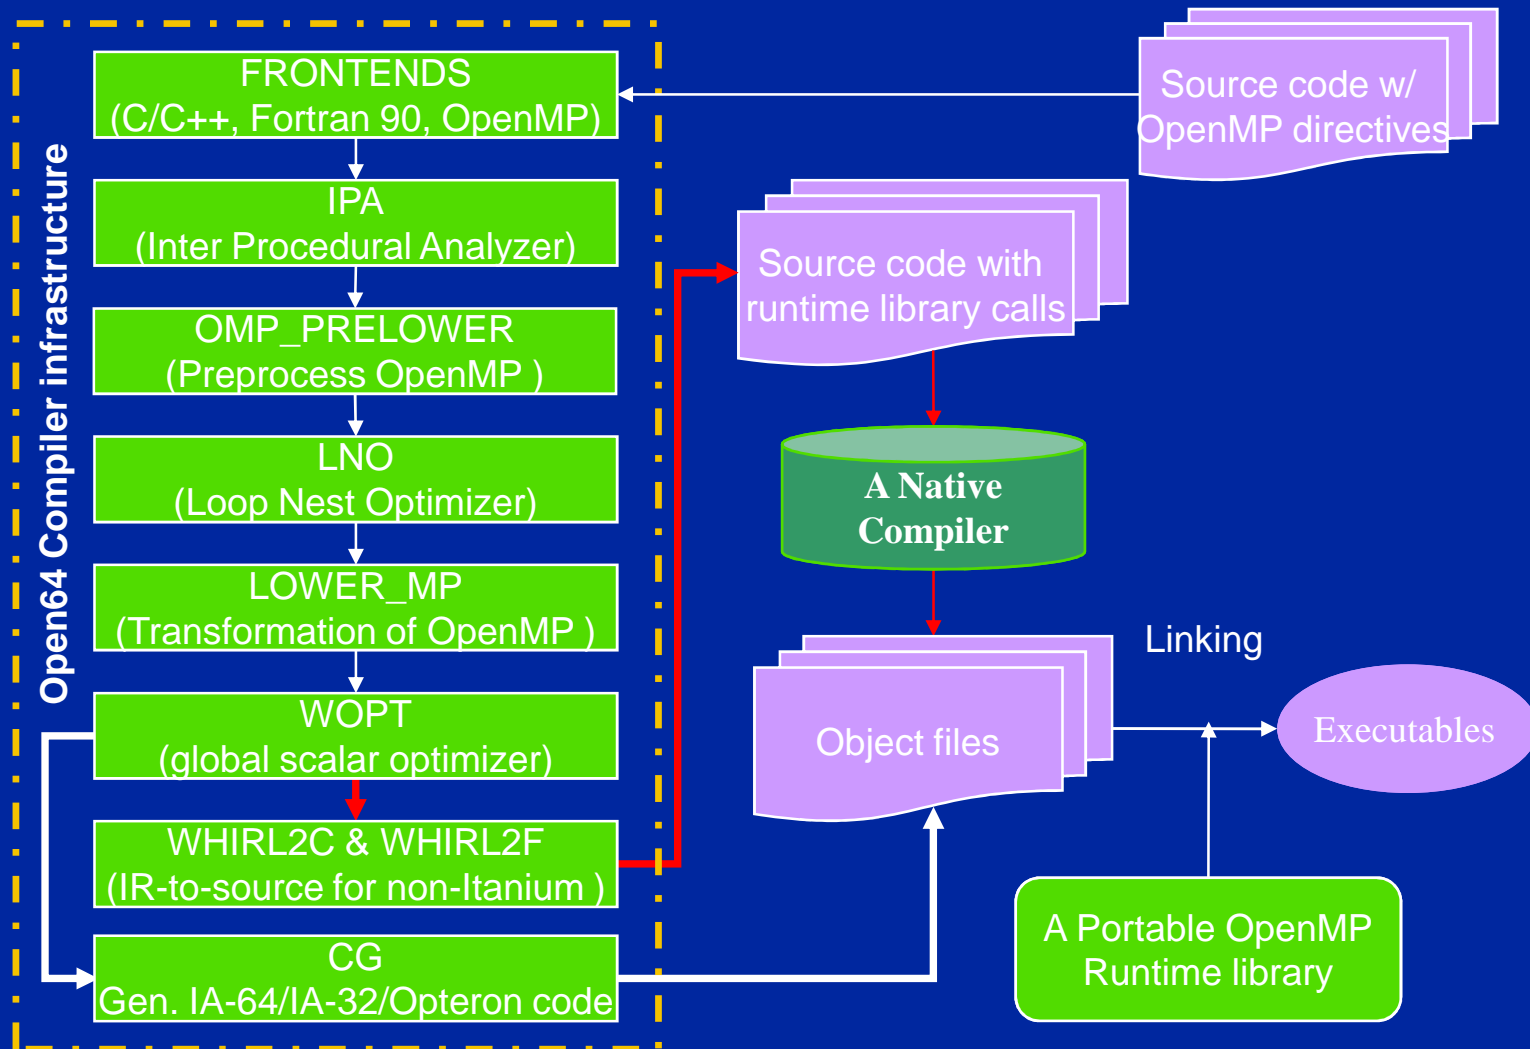 Open64 Compiler infrastructure
FRONTENDS
(C/C++, Fortran 90, OpenMP)
IPA
(Inter Procedural Analyzer)
OMP_PRELOWER
(Preprocess OpenMP )
LNO
(Loop Nest Optimizer)
LOWER_MP
(Transformation of OpenMP )
WOPT
(global scalar optimizer)
WHIRL2C & WHIRL2F
(IR-to-source for non-Itanium )
CG
Gen. IA-64/IA-32/Opteron code
Source code w/
OpenMP directives
Source code with
runtime library calls
A Native
Compiler
Object files
Linking
Executables
A Portable OpenMP
Runtime library